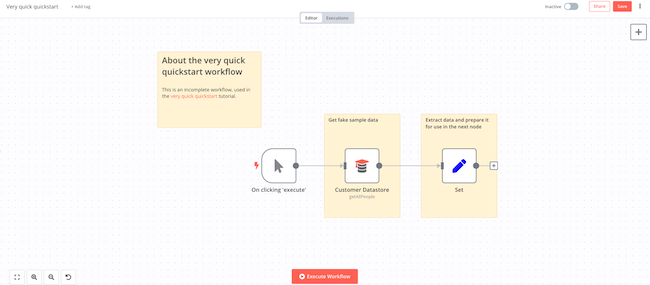 Very quick quickstart
+ Add tag
Inactive
Share
Save
Editor
Executions
About the very quick
quickstart workflow
This is an incomplete workflow, used in
the very quick quickstart tutorial.
Get fake sample data
Extract data and prepare it
for use in the next node
On clicking 'execute'
Customer Datastore
getAllPeople
Set
Execute Workflow